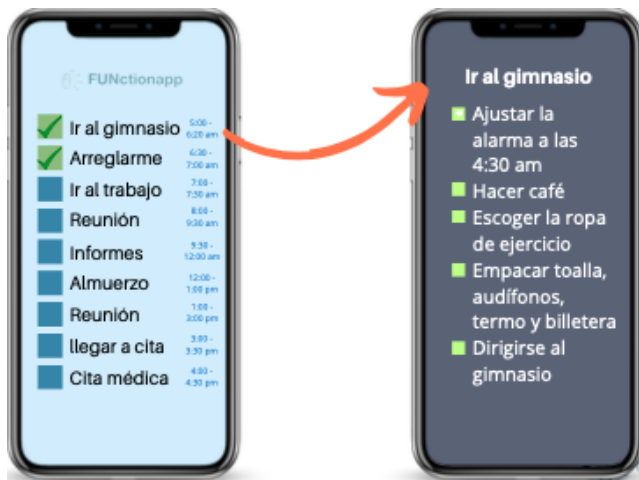 FUNctionapp
Ir al gimnasio 5:00 - 6:20 am
Arreglarme 6:30 - 7:00 am
Ir al trabajo 7:00 - 7:30 am
Reunión 8:00 - 9:30 am
Informes 9:30 - 12:00 am
Almuerzo 12:00 - 1:00 pm
Reunión 1:00 - 3:00 pm
llegar a cita 3:00 - 3:30 pm
Cita médica 4:00 - 4:30 pm
Ir al gimnasio
Ajustar la
alarma a las
4:30 am
Hacer café
Escoger la ropa
de ejercicio
Empacar toalla,
audífonos,
termo y billetera
Dirigirse al
gimnasio